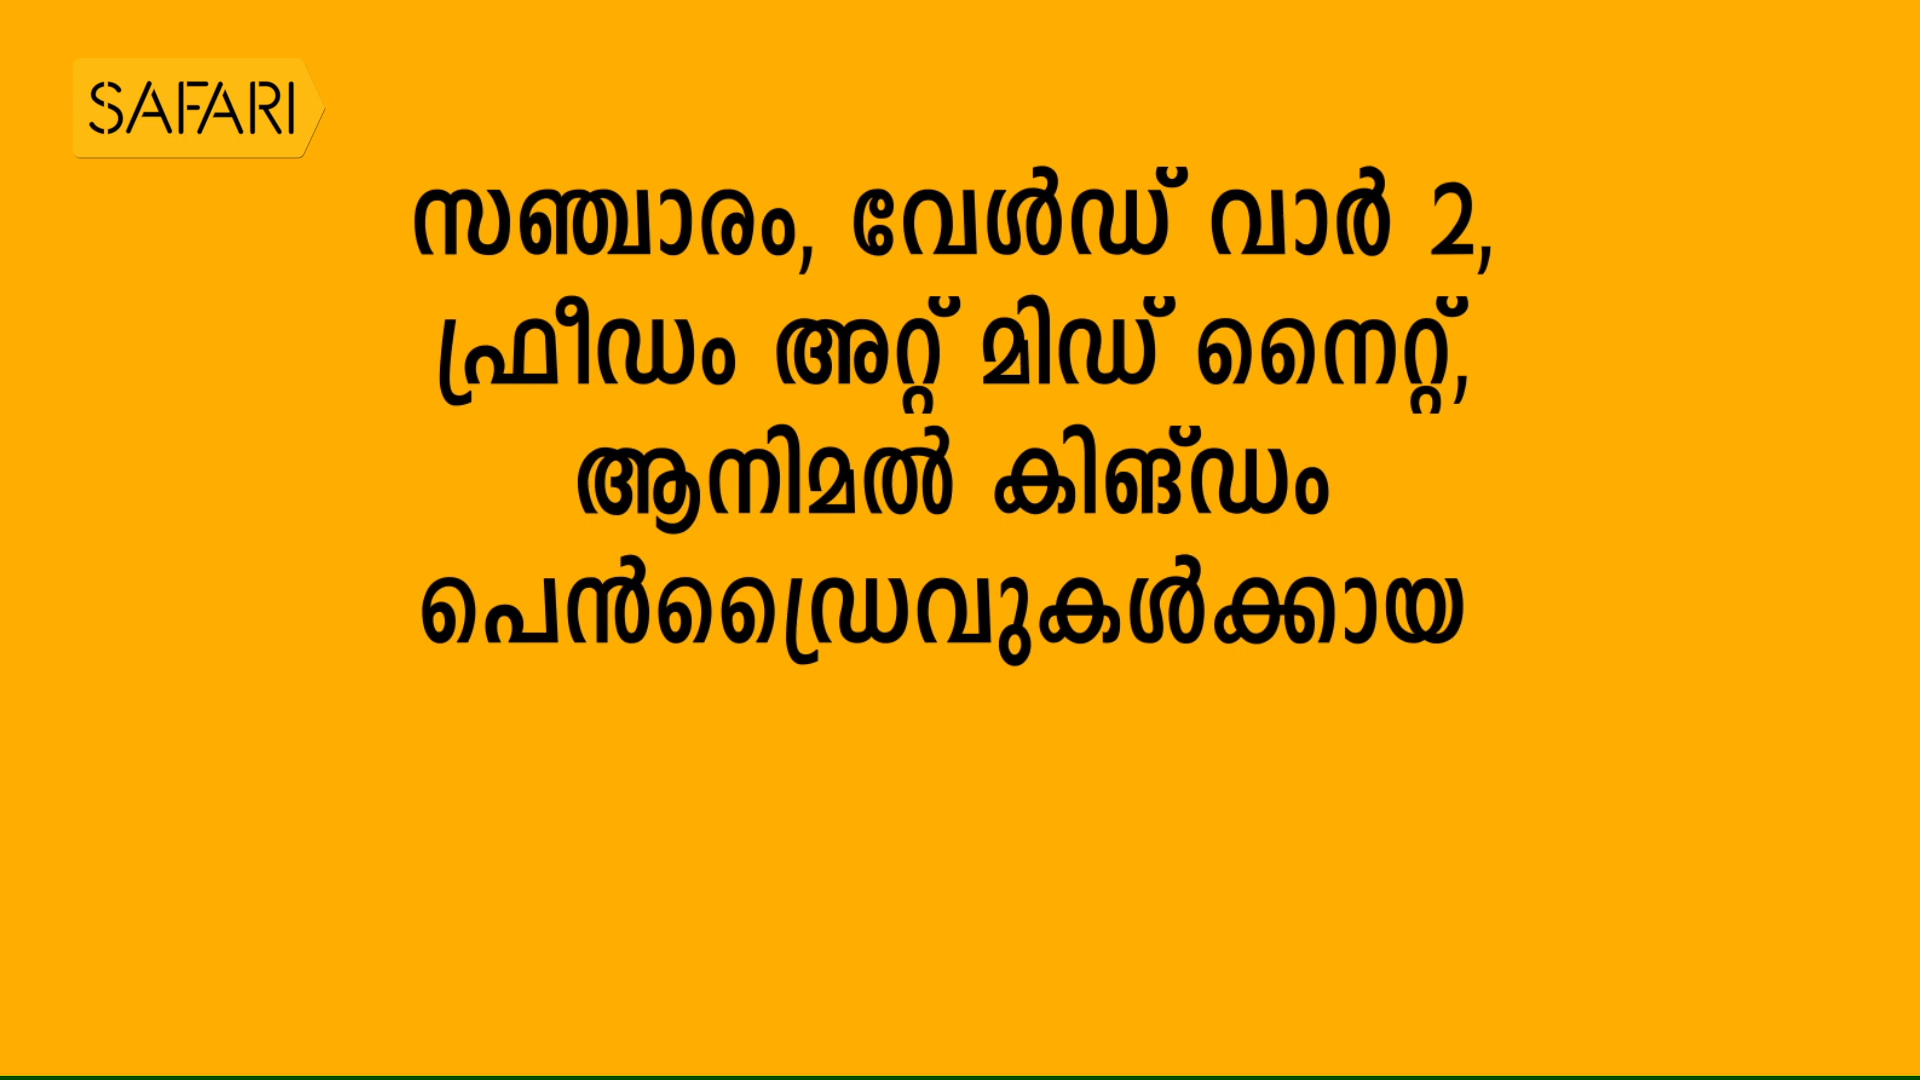 SAFARI
സഞ്ചാരം, വേൾഡ് വാർ 2,
ഫ്രീഡം അറ്റ് മിഡ് നൈറ്റ്,
ആനിമൽ കിങ്ഡം
പെൻഡ്രൈവുകൾക്കായ